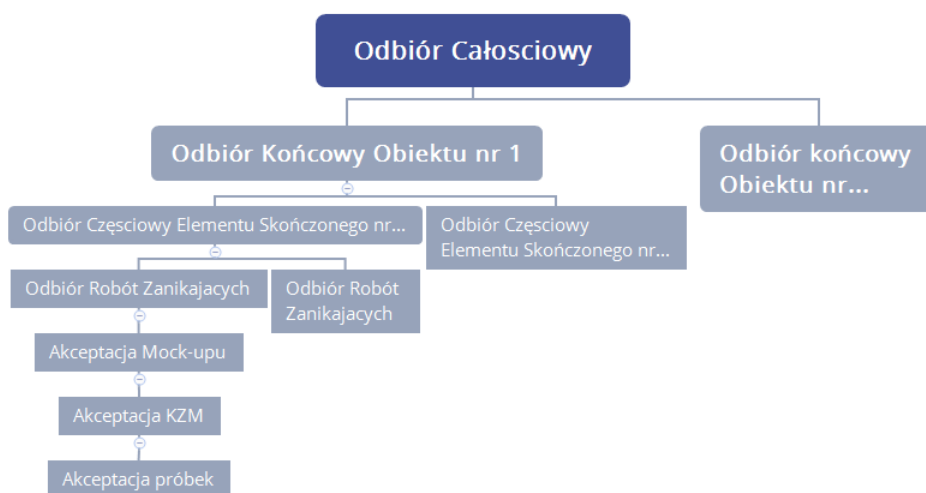 Odbiór Całosciowy
Odbiór Końcowy Obiektu nr 1
Odbiór końcowy
Obiektu nr...
Odbiór Częsciowy Elementu Skończonego nr...
Odbiór Częsciowy
Elementu Skończonego nr...
Odbiór Robót Zanikajacych
Odbiór Robót
Zanikajacych
Akceptacja Mock-upu
Akceptacja KZM
Akceptacja próbek